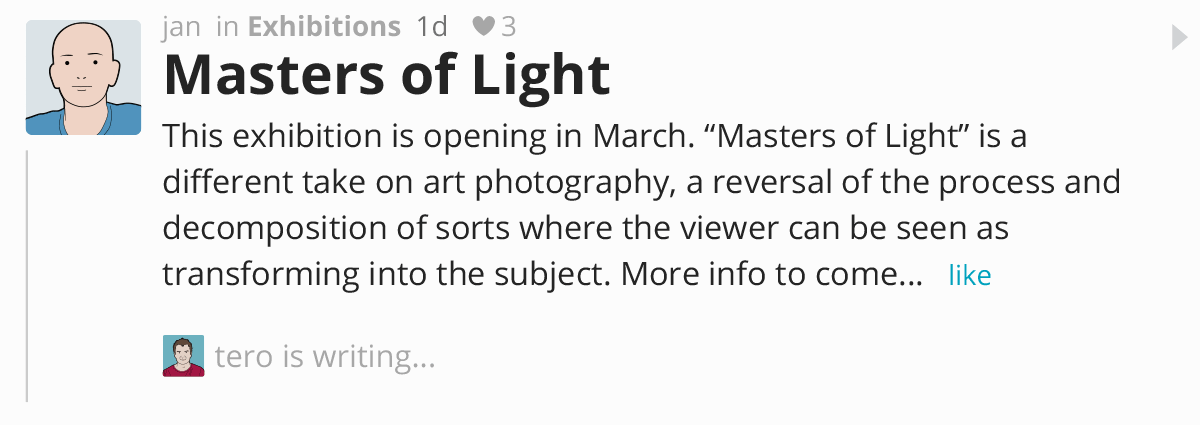 jan in Exhibitions 1d 3
Masters of Light
This exhibition is opening in March. “Masters of Light” is a
different take on art photography, a reversal of the process and
decomposition of sorts where the viewer can be seen as
transforming into the subject. More info to come... like
tero is writing...